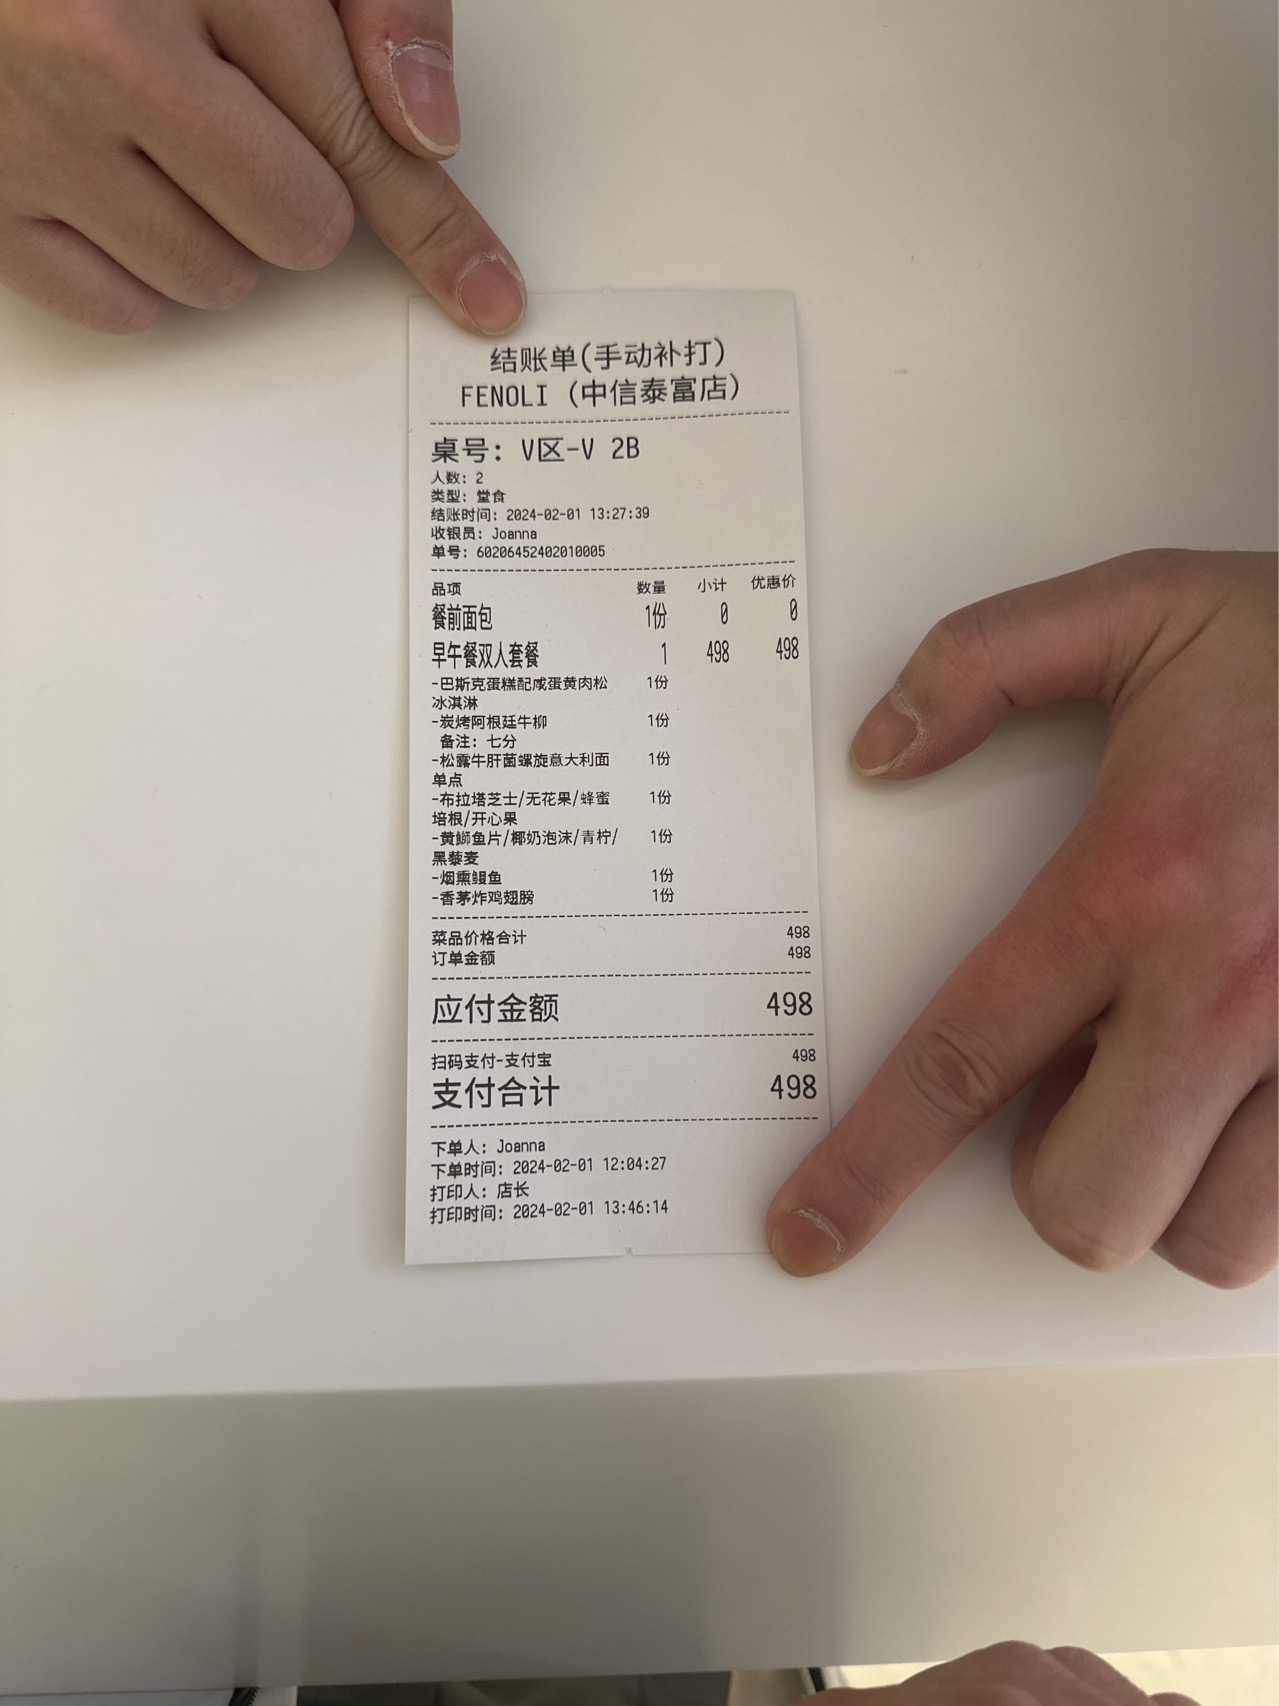 结账单(手动补打)
FENOLI (中信泰富店)
桌号: V区-V 2B
人数: 2
类型: 堂食
结账时间: 2024-02-01 13:27:39
收银员: Joanna
单号: 60206452402010005
品项 数量 小计 优惠价
餐前面包 1份 0 0
早午餐双人套餐 1 498 498
-巴斯克蛋糕配咸蛋黄肉松 1份
冰淇淋
-炭烤阿根廷牛柳 1份
备注: 七分
-松露牛肝菌螺旋意大利面 1份
单点
-布拉塔芝士/无花果/蜂蜜 1份
培根/开心果
-黄鰤鱼片/椰奶泡沫/青柠/ 1份
黑藜麦
-烟熏鳗鱼 1份
-香茅炸鸡翅膀 1份
菜品价格合计 498
订单金额 498
应付金额 498
扫码支付-支付宝 498
支付合计 498
下单人: Joanna
下单时间: 2024-02-01 12:04:27
打印人: 店长
打印时间: 2024-02-01 13:46:14